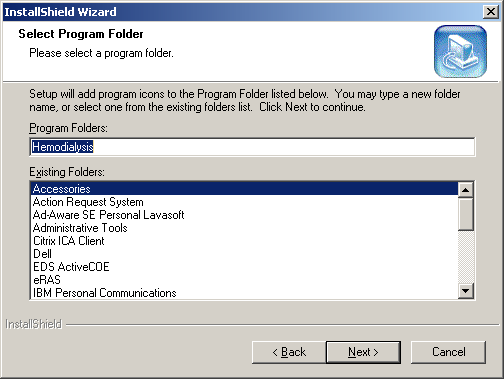 InstallShield Wizard
Select Program Folder
Please select a program folder.
Setup will add program icons to the Program Folder listed below. You may type a new folder
name, or select one from the existing folders list. Click Next to continue.
Program Folders:
Hemodialysis
Existing Folders:
Accessories
Action Request System
Ad-Aware SE Personal Lavasoft
Administrative Tools
Citrix ICA Client
Dell
EDS ActiveCOE
eRAS
IBM Personal Communications
InstallShield
< Back
Next >
Cancel